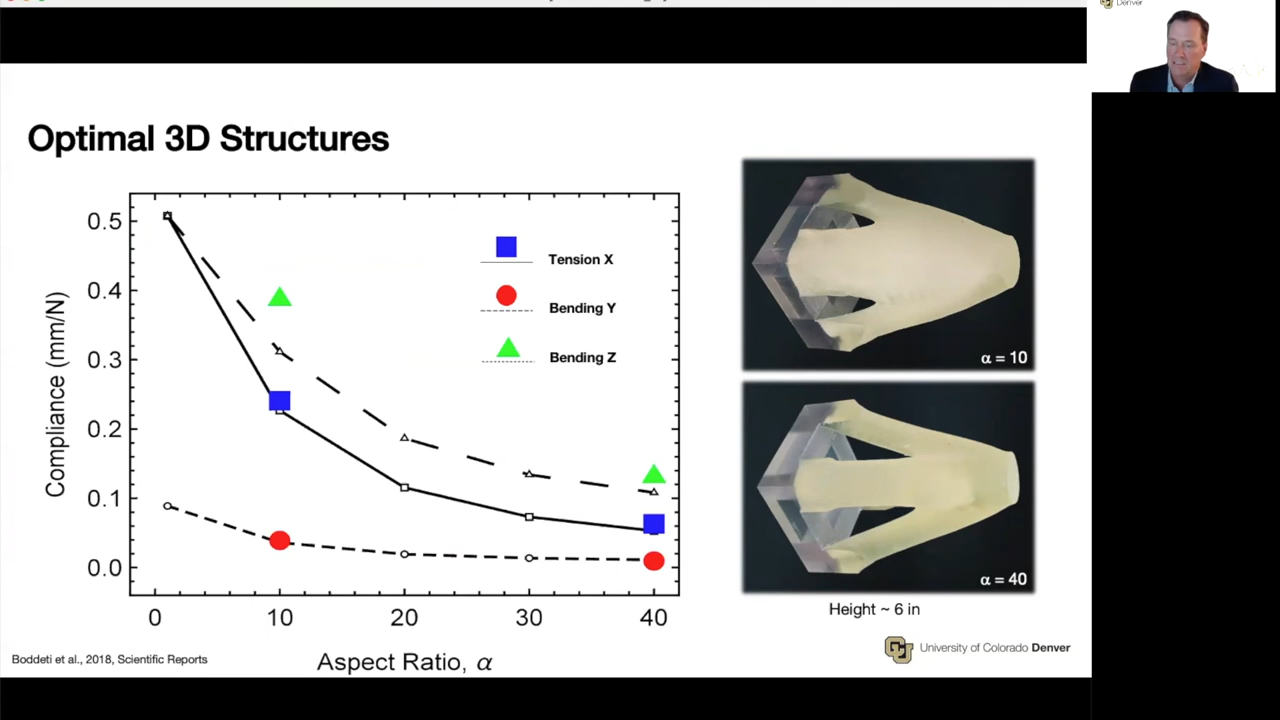 Denver
Optimal 3D Structures
0.5
0.4
0.3
0.2
0.1
0.0
Compliance (mm/N)
Tension X
Bending Y
Bending Z
0 10 20 30 40
Aspect Ratio, α
α = 10
α = 40
Height ~ 6 in
Boddeti et al., 2018, Scientific Reports
University of Colorado Denver